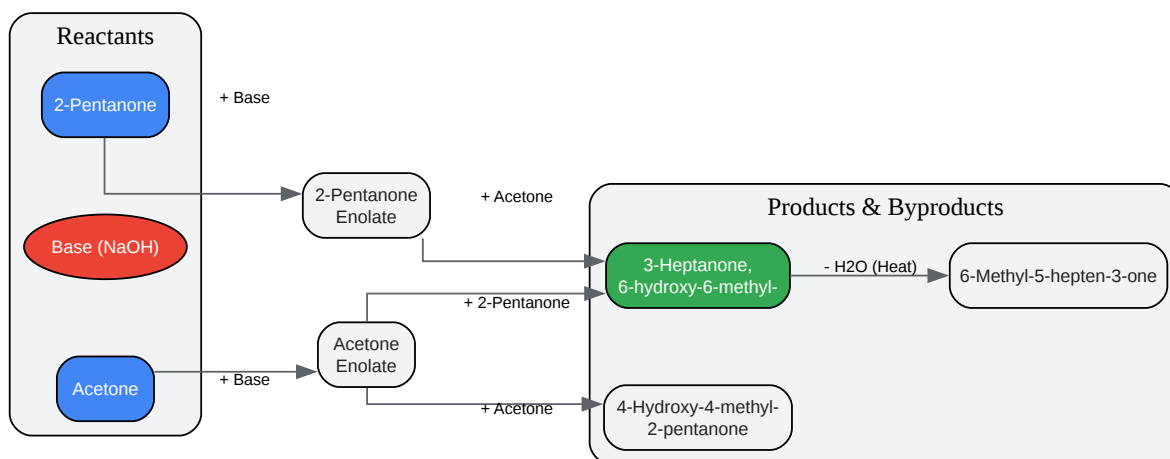 Reactants
2-Pentanone
+ Base
2-Pentanone
Enolate
+ Acetone
Products & Byproducts
Base (NaOH)
3-Heptanone,
6-hydroxy-6-methyl-
- H2O (Heat)
6-Methyl-5-hepten-3-one
+ 2-Pentanone
Acetone
Enolate
Acetone
+ Base
+ Acetone
4-Hydroxy-4-methyl-
2-pentanone